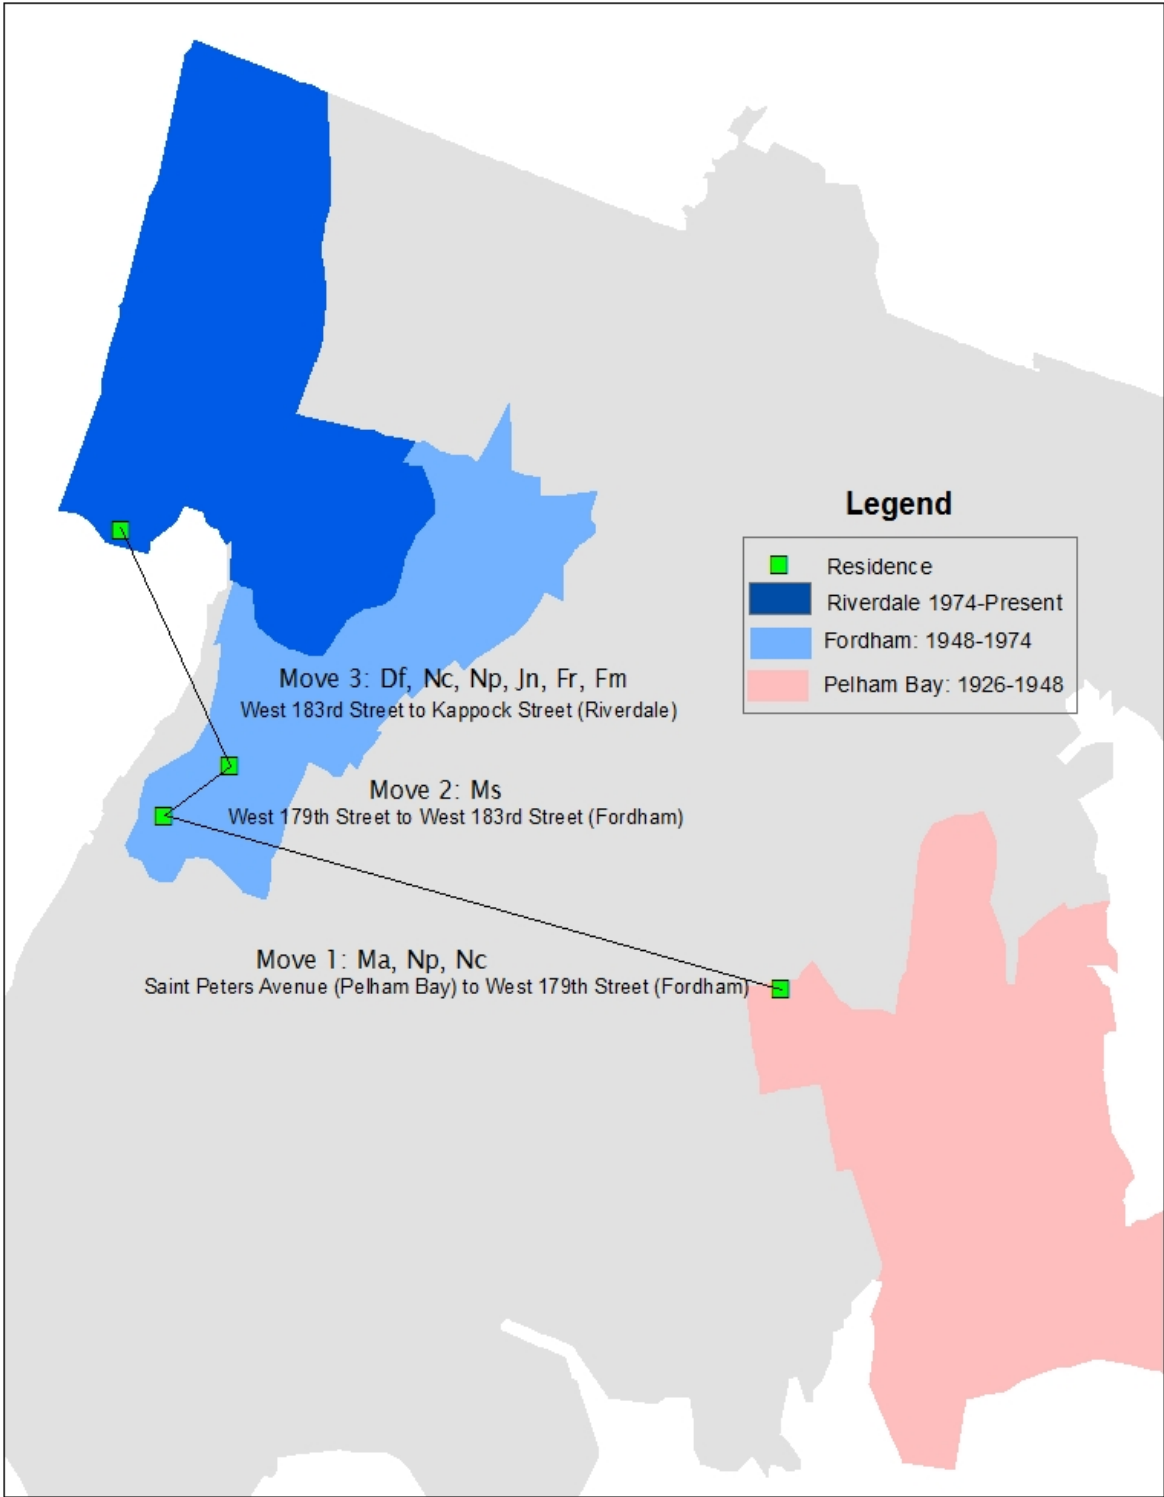 Legend
Residence
Riverdale 1974-Present
Fordham: 1948-1974
Pelham Bay: 1926-1948
Move 3: Df, Nc, Np, Jn, Fr, Fm
West 183rd Street to Kappock Street (Riverdale)
Move 2: Ms
West 179th Street to West 183rd Street (Fordham)
Move 1: Ma, Np, Nc
Saint Peters Avenue (Pelham Bay) to West 179th Street (Fordham)